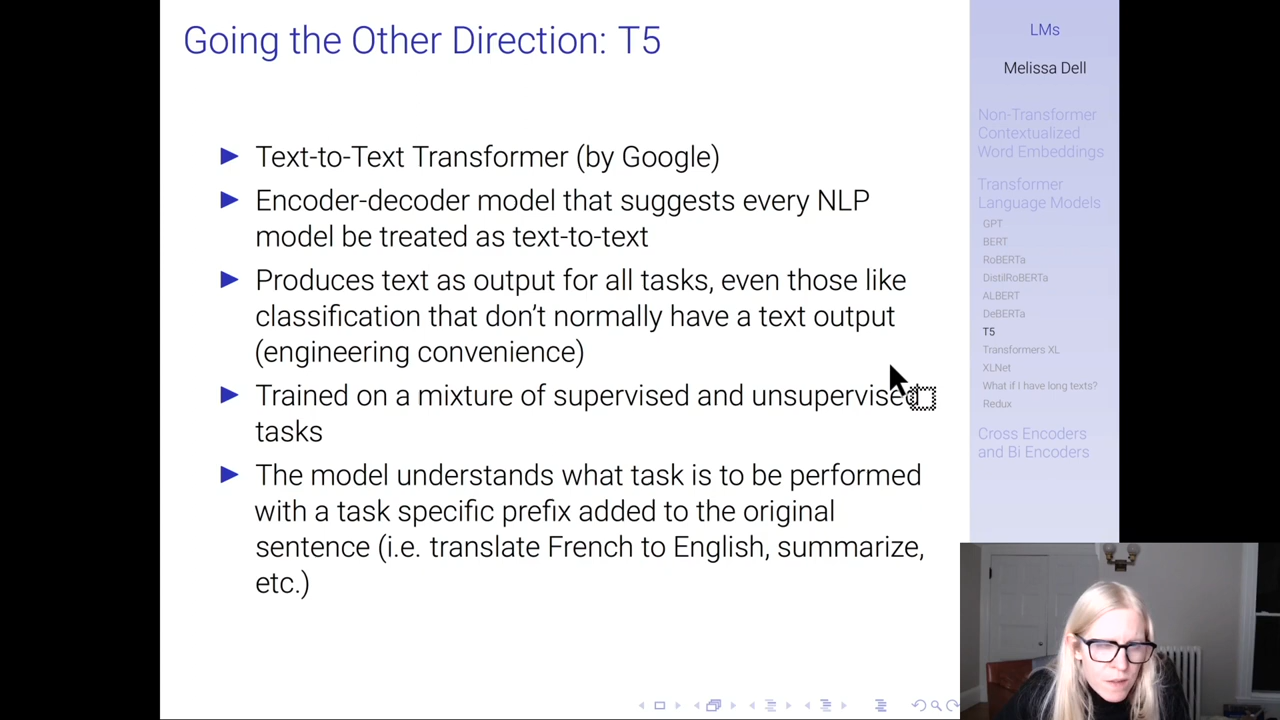 Going the Other Direction: T5
Text-to-Text Transformer (by Google)
Encoder-decoder model that suggests every NLP
model be treated as text-to-text
Produces text as output for all tasks, even those like
classification that don't normally have a text output
(engineering convenience)
Trained on a mixture of supervised and unsupervised
tasks
The model understands what task is to be performed
with a task specific prefix added to the original
sentence (i.e. translate French to English, summarize,
etc.)
LMs
Melissa Dell
Non-Transformer
Contextualized
Word Embeddings
Transformer
Language Models
GPT
BERT
RoBERTa
DistilRoBERTa
ALBERT
DeBERTa
T5
Transformers XL
XLNet
What if I have long texts?
Redux
Cross Encoders
and Bi Encoders